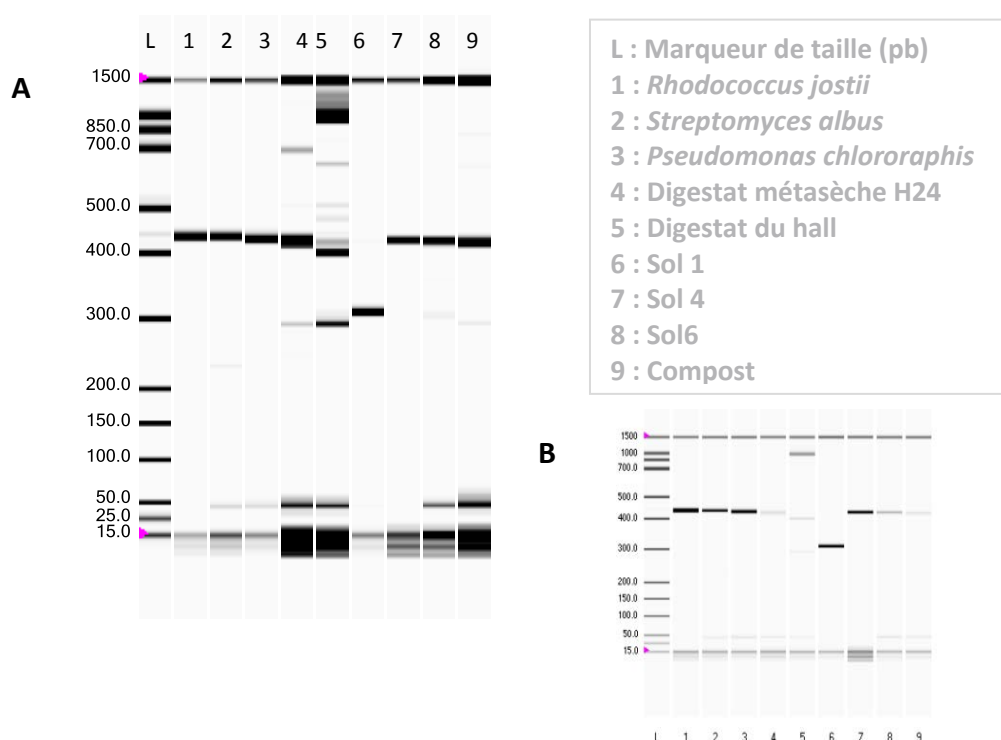 L 1 2 3 4 5 6 7 8 9
A
1500
850.0
700.0
500.0
400.0
300.0
200.0
150.0
100.0
50.0
25.0
15.0
L : Marqueur de taille (pb)
1 : Rhodococcus jostii
2 : Streptomyces albus
3 : Pseudomonas chlororaphis
4 : Digestat métasèche H24
5 : Digestat du hall
6 : Sol 1
7 : Sol 4
8 : Sol6
9 : Compost
B
1500
1000
700.0
500.0
400.0
300.0
200.0
150.0
100.0
50.0
15.0
L 1 2 3 4 5 6 7 8 9